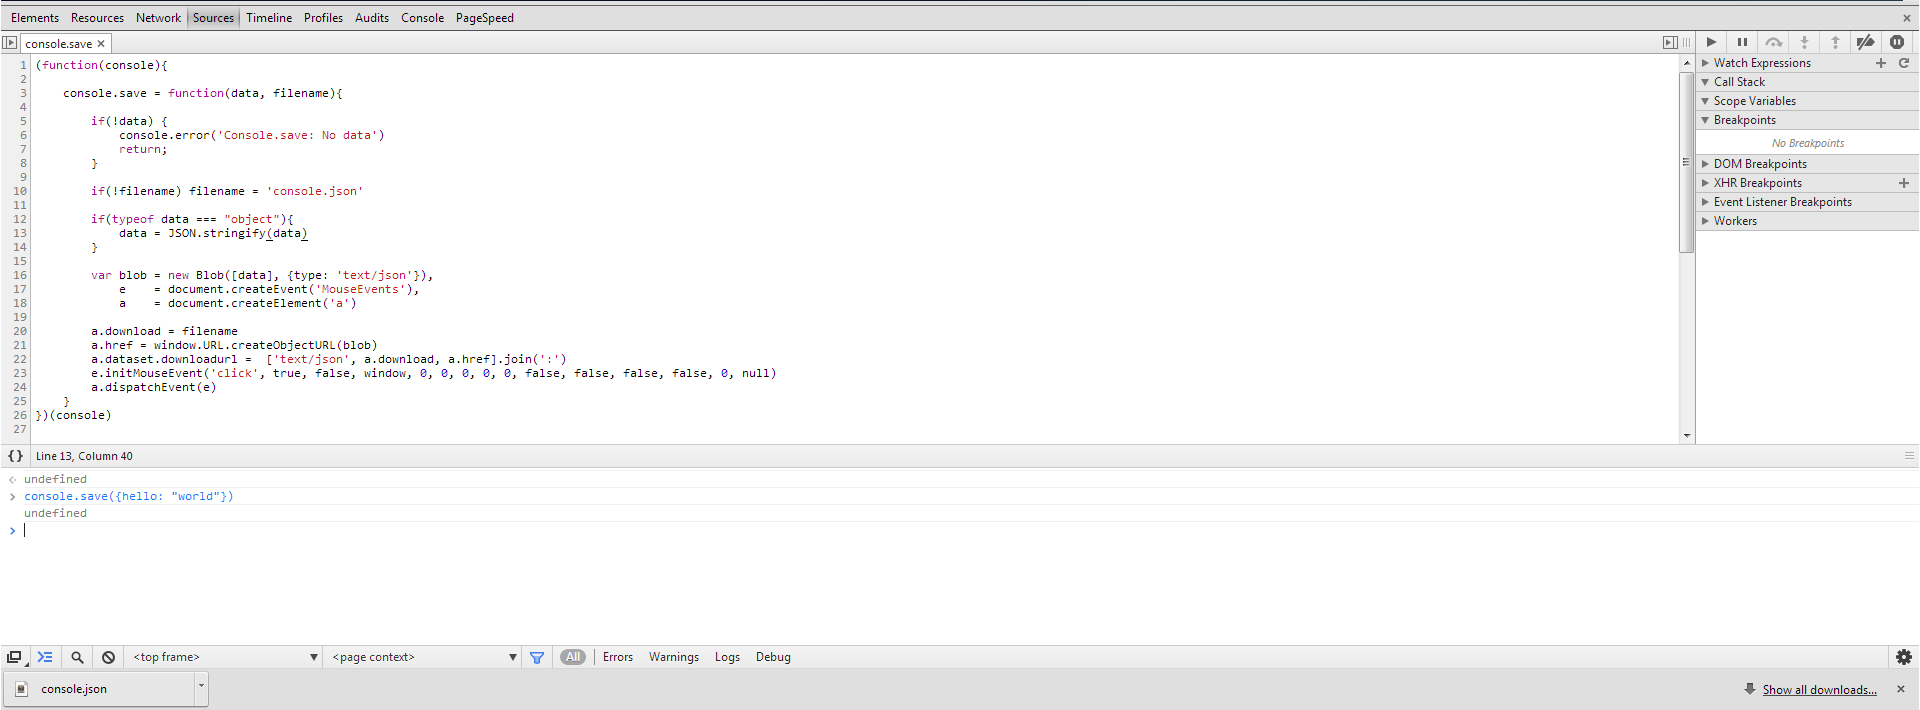 Elements Resources Network Sources Timeline Profiles Audits Console PageSpeed
console.save
1 (function(console){
2
3     console.save = function(data, filename){
4
5         if(!data) {
6             console.error('Console.save: No data')
7             return;
8         }
9
10         if(!filename) filename = 'console.json'
11
12         if(typeof data === "object"){
13             data = JSON.stringify(data)
14         }
15
16         var blob = new Blob([data], {type: 'text/json'}),
17             e    = document.createEvent('MouseEvents'),
18             a    = document.createElement('a')
19
20         a.download = filename
21         a.href = window.URL.createObjectURL(blob)
22         a.dataset.downloadurl =  ['text/json', a.download, a.href].join(':')
23         e.initMouseEvent('click', true, false, window, 0, 0, 0, 0, 0, false, false, false, false, 0, null)
24         a.dispatchEvent(e)
25     }
26 })(console)
27
Watch Expressions
Call Stack
Scope Variables
Breakpoints
No Breakpoints
DOM Breakpoints
XHR Breakpoints
Event Listener Breakpoints
Workers
{} Line 13, Column 40
undefined
console.save({hello: "world"})
undefined
<top frame> <page context> All Errors Warnings Logs Debug
console.json Show all downloads...